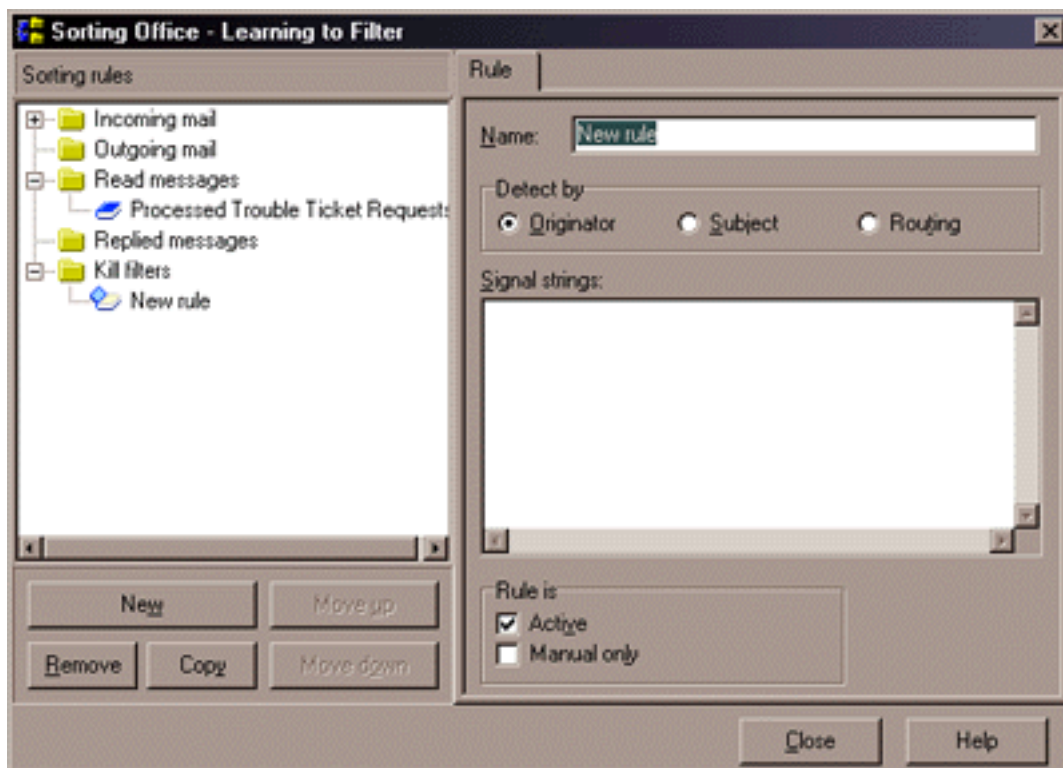 Sorting Office - Learning to Filter
Sorting rules
Incoming mail
Outgoing mail
Read messages
Processed Trouble Ticket Requests
Replied messages
Kill filters
New rule
New
Move up
Remove
Copy
Move down
Rule
Name: New rule
Detect by
Originator Subject Routing
Signal strings:
Rule is
Active
Manual only
Close
Help